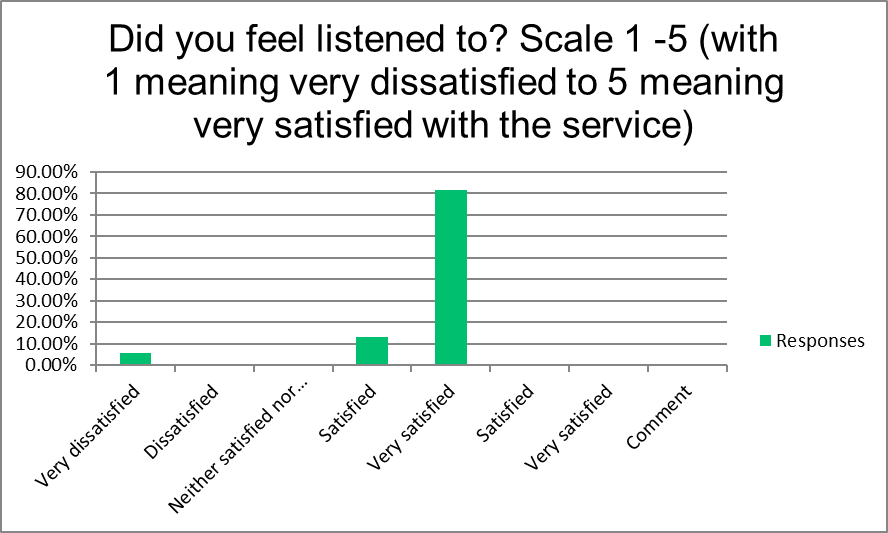 Did you feel listened to? Scale 1 -5 (with
1 meaning very dissatisfied to 5 meaning
very satisfied with the service)
90.00%
80.00%
70.00%
60.00%
50.00%
40.00%
30.00%
20.00%
10.00%
0.00%
Responses
Very dissatisfied
Dissatisfied
Neither satisfied nor...
Satisfied
Very satisfied
Satisfied
Very satisfied
Comment